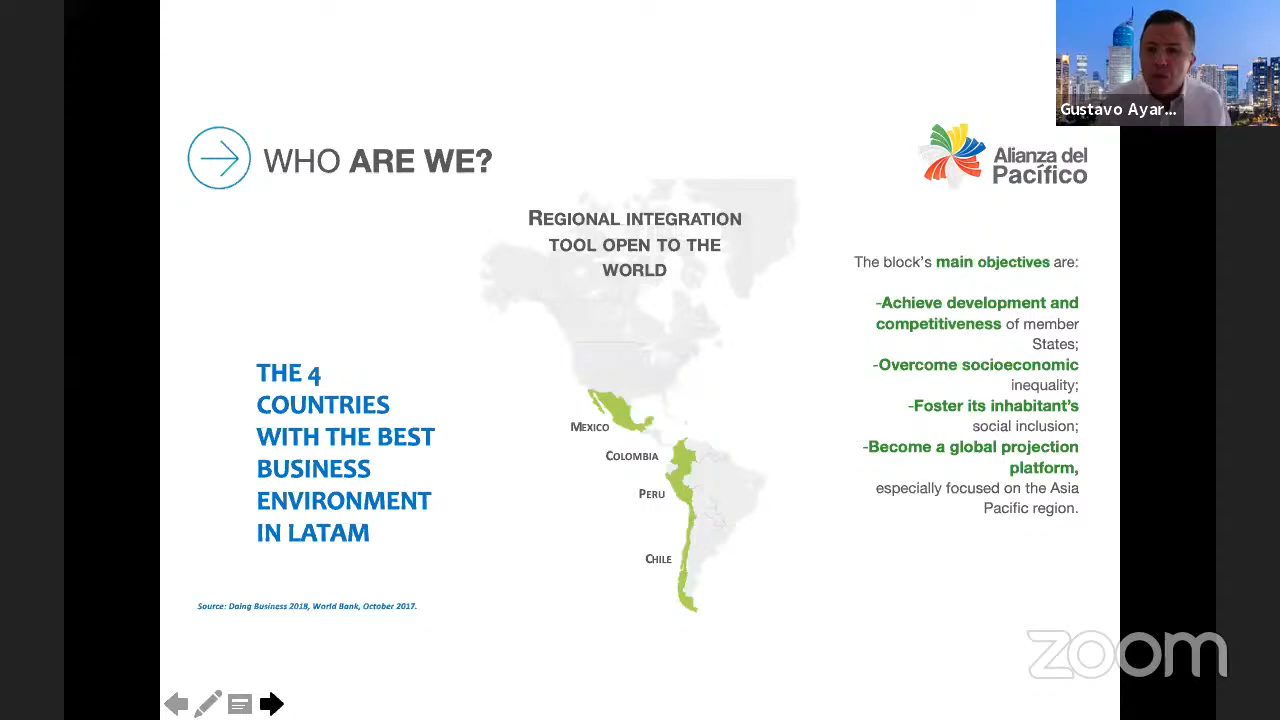 Gustavo Ayar...
WHO ARE WE?
Alianza del
Pacífico
REGIONAL INTEGRATION
TOOL OPEN TO THE
WORLD
The block's main objectives are:
-Achieve development and
competitiveness of member
States;
-Overcome socioeconomic
inequality;
-Foster its inhabitant's
social inclusion;
-Become a global projection
platform,
especially focused on the Asia
Pacific region.
THE 4
COUNTRIES
WITH THE BEST
BUSINESS
ENVIRONMENT
IN LATAM
MEXICO
COLOMBIA
PERU
CHILE
Source: Doing Business 2018, World Bank, October 2017.
zoom